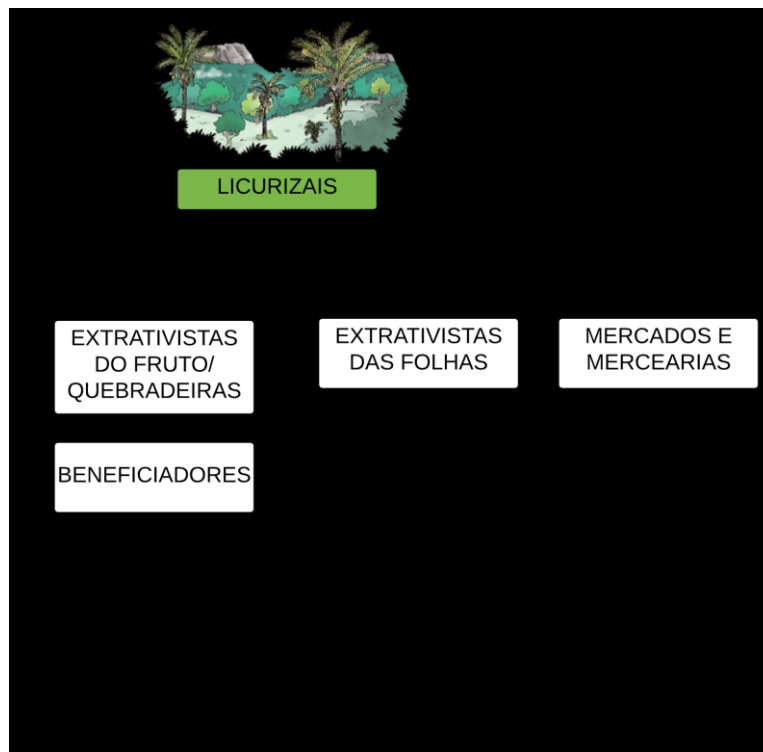 LICURIZAIS
EXTRATIVISTAS
DO FRUTO/
QUEBRADEIRAS
EXTRATIVISTAS
DAS FOLHAS
MERCADOS E
MERCEARIAS
BENEFICIADORES